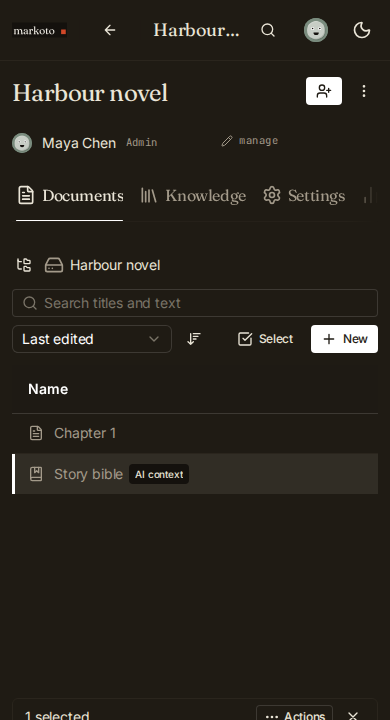 markoto
Harbour...
Harbour novel
Maya Chen Admin
manage
Documents Knowledge Settings
Harbour novel
Search titles and text
Last edited
Select
New
Name
Chapter 1
Story bible AI context
1 selected
Actions